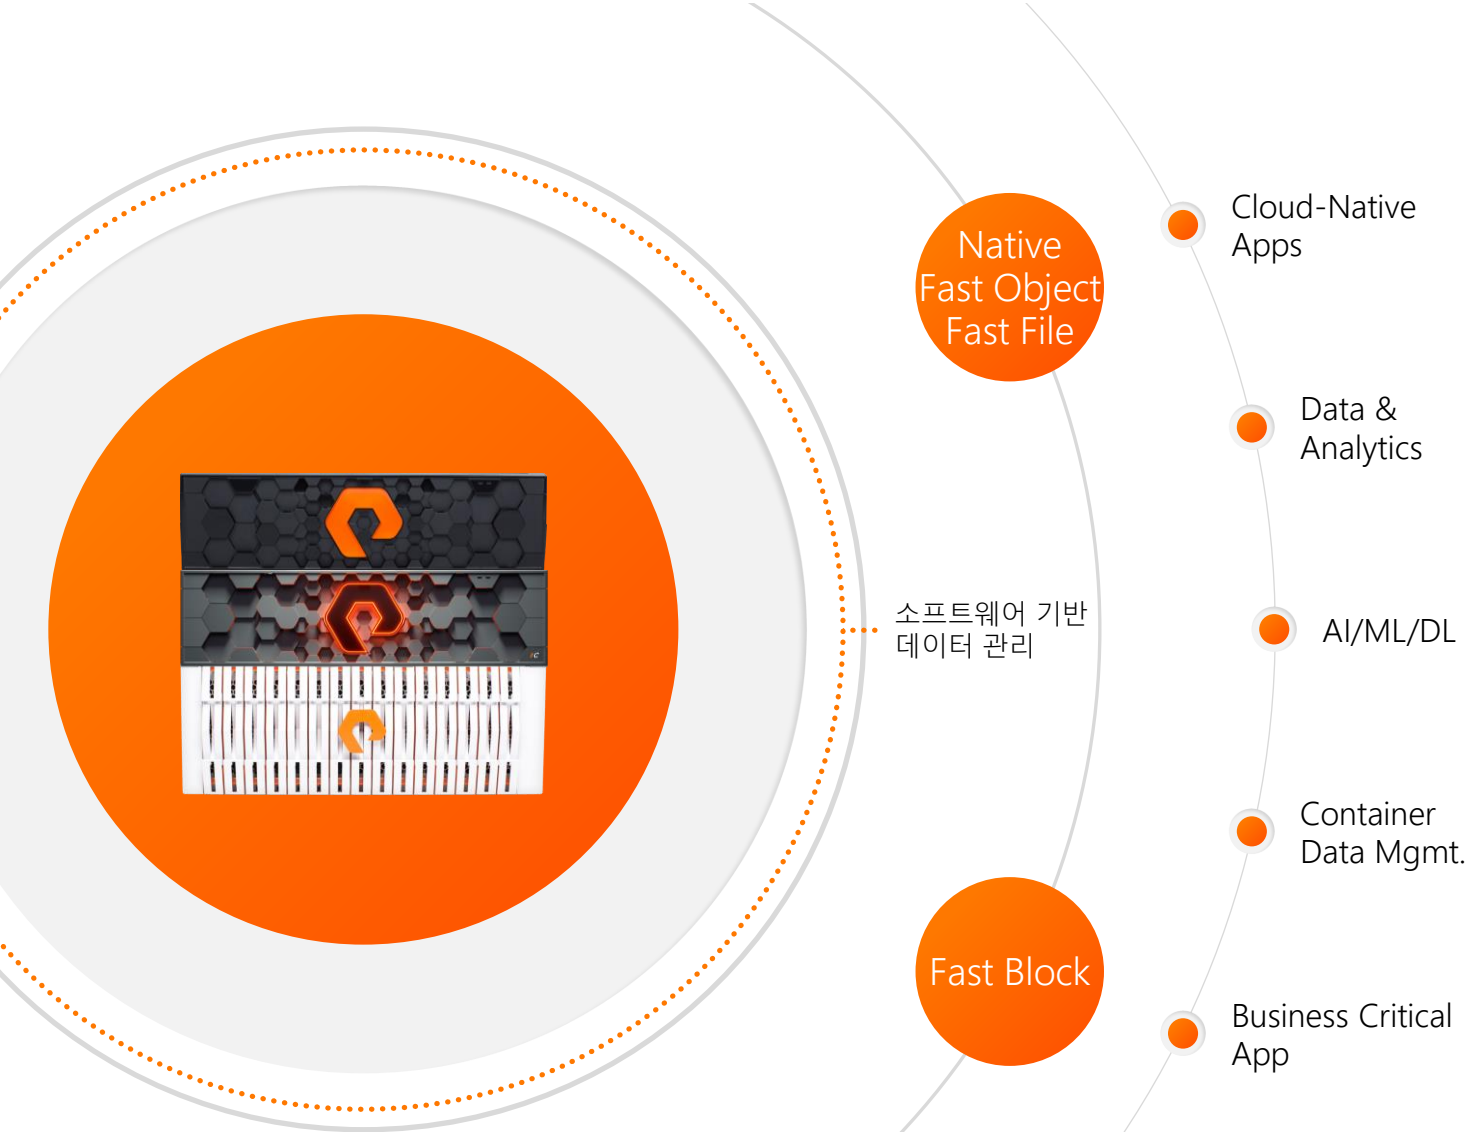 Native
Fast Object
Fast File
Cloud-Native
Apps
Data &
Analytics
소프트웨어 기반
데이터 관리
AI/ML/DL
Container
Data Mgmt.
Fast Block
Business Critical
App